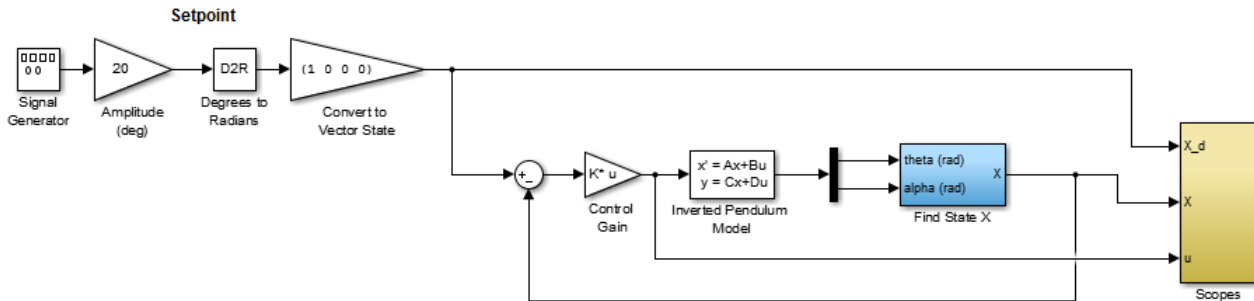 Setpoint
20
D2R
(1 0 0 0)
Signal
Generator
Amplitude
(deg)
Degrees to
Radians
Convert to
Vector State
+_
K* u
Control
Gain
x' = Ax+Bu
y = Cx+Du
Inverted Pendulum
Model
theta (rad)
alpha (rad)
X
Find State X
X_d
X
u
Scopes